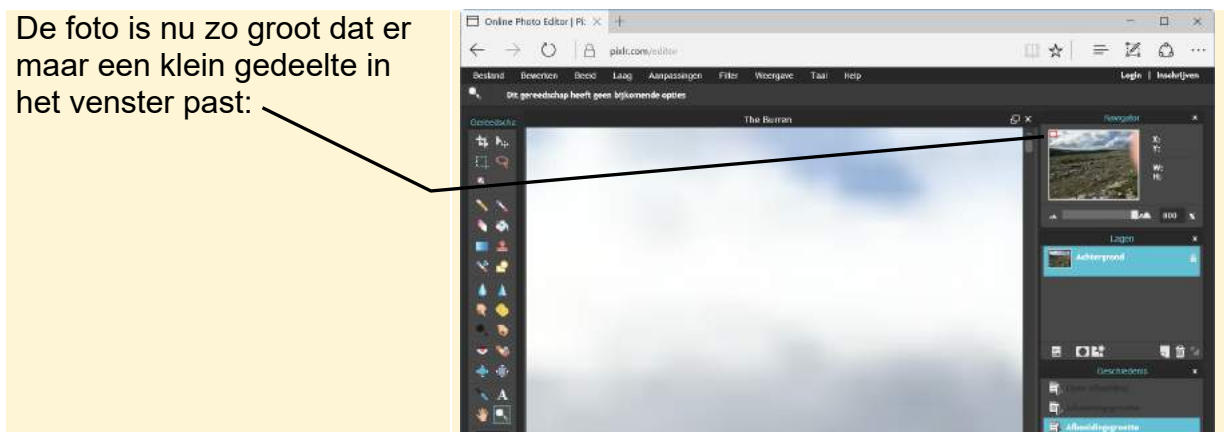 De foto is nu zo groot dat er
maar een klein gedeelte in
het venster past:
Online Photo Editor | Pi:
pixlr.com/editor
Bestand Bewerken Beeld Laag Aanpassingen Filter Weergave Taal Help
Login | Inschrijven
Dit gereedschap heeft geen bijkomende opties
Gereedscha
The Burran
Navigator
X:
Y:
W:
H:
800 %
Lagen
Achtergrond
Geschiedenis
Afbeeldingsgrootte